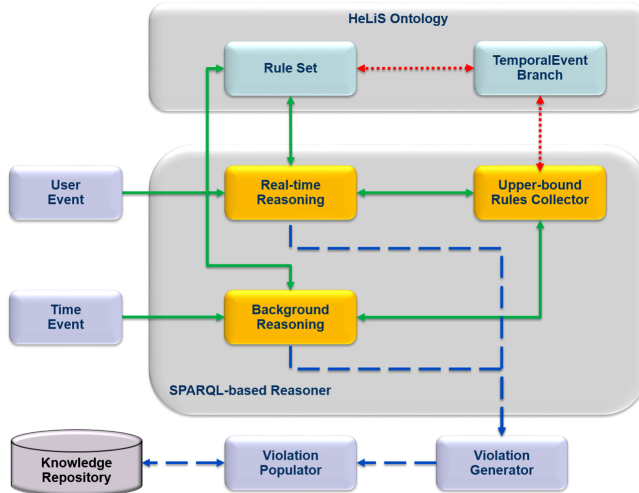 HeLiS Ontology
Rule Set
TemporalEvent
Branch
User
Event
Real-time
Reasoning
Upper-bound
Rules Collector
Time
Event
Background
Reasoning
SPARQL-based Reasoner
Knowledge
Repository
Violation
Populator
Violation
Generator